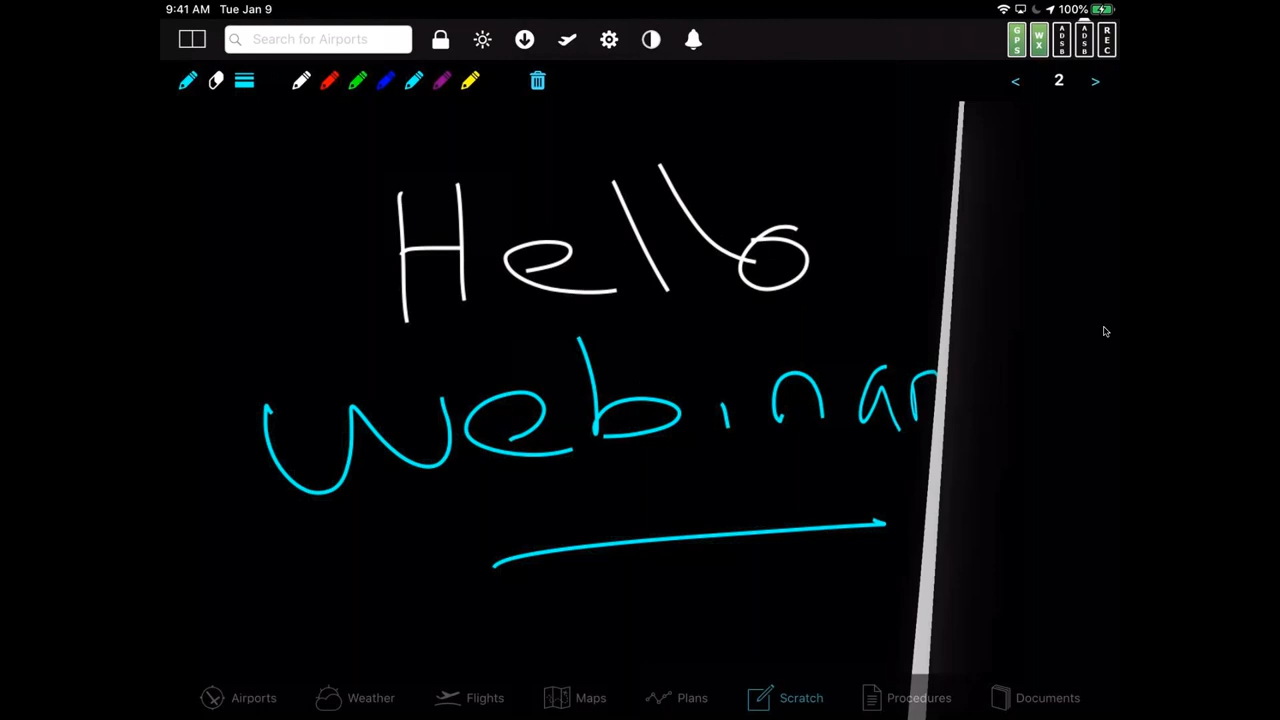 9:41 AM Tue Jan 9 100%
Search for Airports GPS WX ADSB ADSB REC
< 2 >
Hello
Webinar
Airports Weather Flights Maps Plans Scratch Procedures Documents